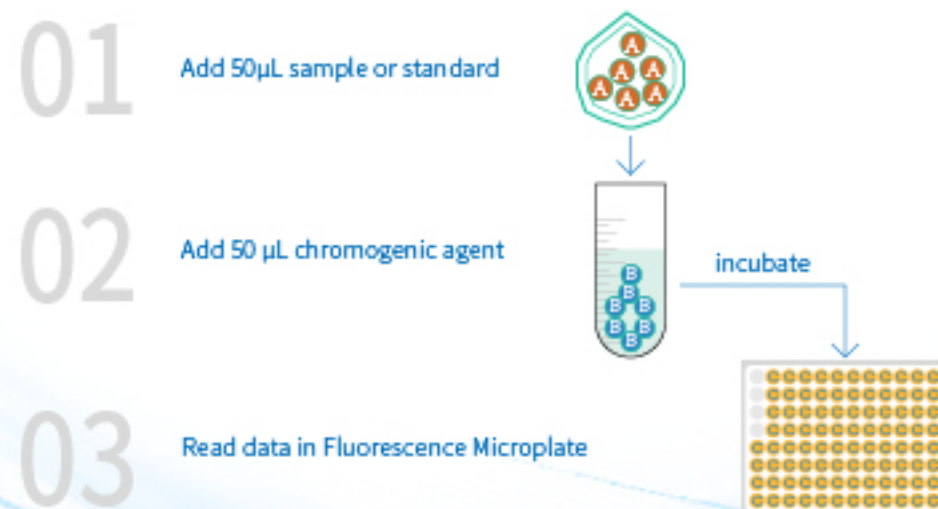 01
Add 50μL sample or standard
A
A A
A A A
02
Add 50 μL chromogenic agent
incubate
B
B
B B
B B
B
03
Read data in Fluorescence Microplate
C C C C C C C C C C C
C C C C C C C C C C C
C C C C C C C C C C C
C C C C C C C C C C C
C C C C C C C C C C C C
C C C C C C C C C C C C
C C C C C C C C C C C C
C C C C C C C C C C C C